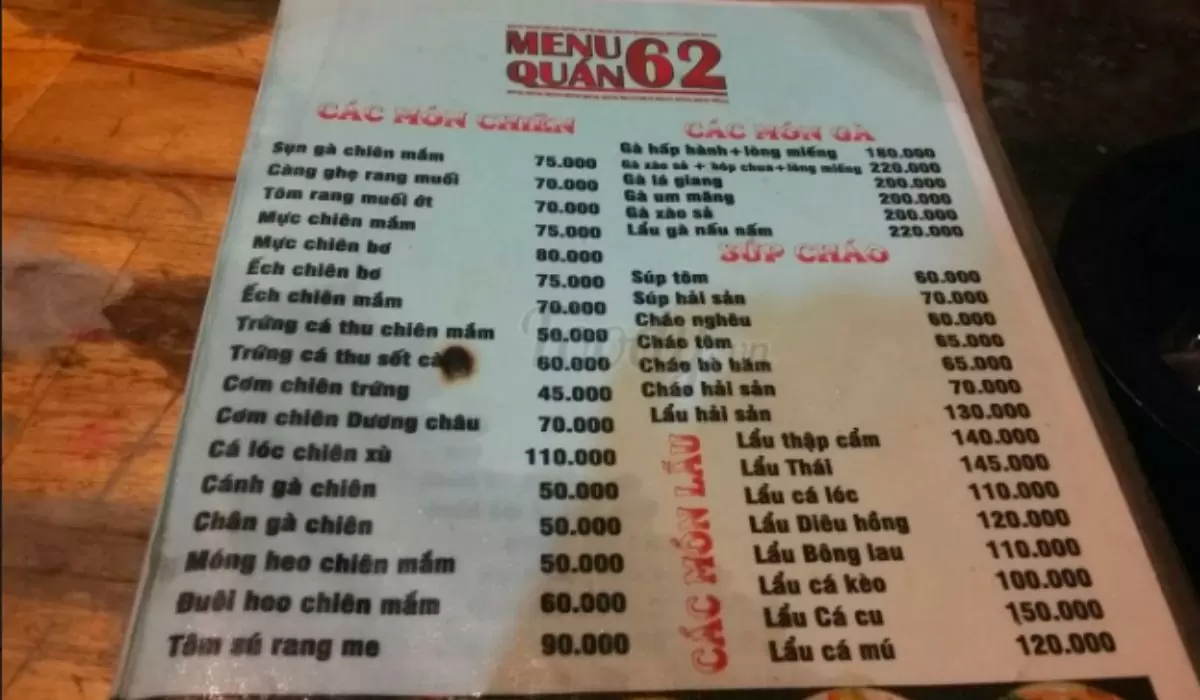 MENU
QUÁN 62
CÁC MÓN CHIÊN
Sụn gà chiên mắm 75.000
Càng ghẹ rang muối 70.000
Tôm rang muối ớt 70.000
Mực chiên mắm 75.000
Mực chiên bơ 80.000
Ếch chiên bơ 75.000
Ếch chiên mắm 70.000
Trứng cá thu chiên mắm 50.000
Trứng cá thu sốt 60.000
Cơm chiên trứng 45.000
Cơm chiên Dương châu 70.000
Cá lóc chiên xù 110.000
Cánh gà chiên 50.000
Chân gà chiên 50.000
Móng heo chiên mắm 50.000
Đuôi heo chiên mắm 60.000
Tôm sú rang me 90.000
CÁC MÓN GÀ
Gà hấp hành+lòng miếng 180.000
Gà xào sả + hóp chua+lòng miếng 220.000
Gà lá giang 200.000
Gà um măng 200.000
Gà xào sả 200.000
Lẩu gà nấu nấm 220.000
SÚP CHÁO
Súp tôm 60.000
Súp hải sản 70.000
Cháo nghêu 60.000
Cháo tôm 65.000
Cháo bò bằm 65.000
Cháo hải sản 70.000
Lẩu hải sản 130.000
CÁC MÓN LẨU
Lẩu thập cẩm 140.000
Lẩu Thái 145.000
Lẩu cá lóc 110.000
Lẩu Diêu hồng 120.000
Lẩu Bông lau 110.000
Lẩu cá kèo 100.000
Lẩu Cá cu 150.000
Lẩu cá mú 120.000